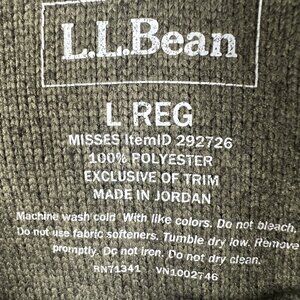 L.L.Bean
L REG
MISSES ItemID 292726
100% POLYESTER
EXCLUSIVE OF TRIM
MADE IN JORDAN
Machine wash cold With like colors. Do not bleach.
Do not use fabric softeners. Tumble dry low. Remove
promptly. Do not iron. Do not dry clean.
RN71341 VN1002746